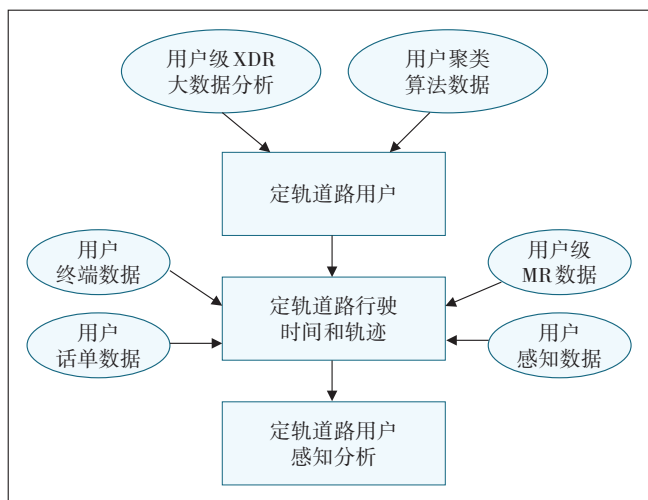 用户级 XDR
大数据分析
用户聚类
算法数据
定轨道路用户
用户
终端数据
用户级
MR 数据
定轨道路行驶
时间和轨迹
用户
话单数据
用户
感知数据
定轨道路用户
感知分析